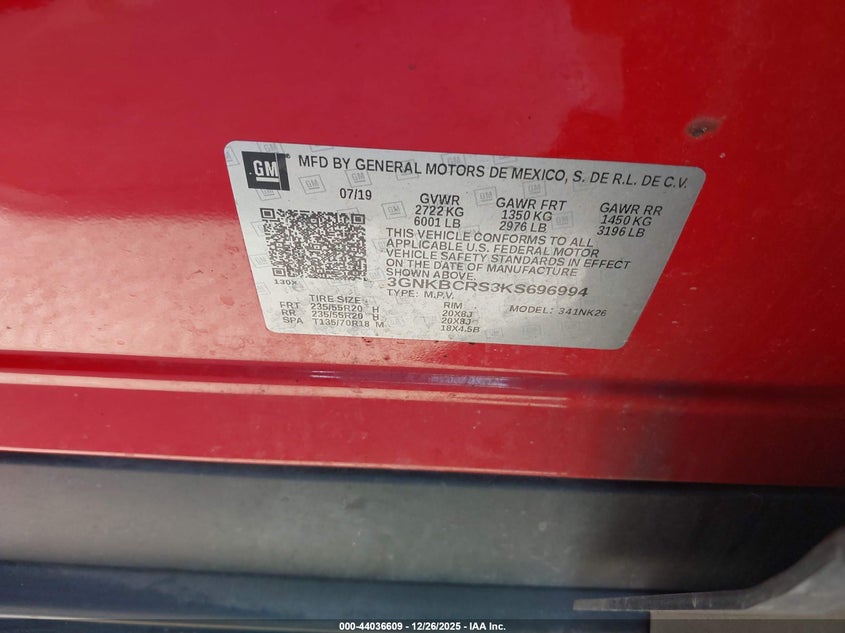 GM
MFD BY GENERAL MOTORS DE MEXICO, S. DE R.L. DE C.V.
07/19 GVWR GAWR FRT GAWR RR
2722 KG 1350 KG 1450 KG
6001 LB 2976 LB 3196 LB
THIS VEHICLE CONFORMS TO ALL
APPLICABLE U.S. FEDERAL MOTOR
VEHICLE SAFETY STANDARDS IN EFFECT
ON THE DATE OF MANUFACTURE
SHOWN ABOVE.
130X
3GNKBCRS3KS696994
TYPE: M.P.V. MODEL: 341NK26
TIRE SIZE RIM
FRT 235/55R20 H 20X8J
RR 235/55R20 H 20X8J
SPA T135/70R18 M 18X4.5B
000-44036609 - 12/26/2025 - IAA Inc.